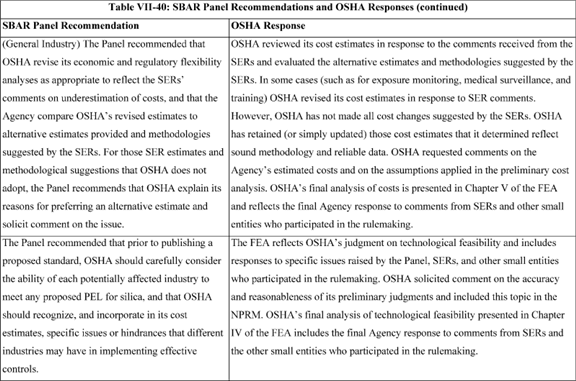 Table VII-40: SBAR Panel Recommendations and OSHA Responses (continued)
SBAR Panel Recommendation
(General Industry) The Panel recommended that
OSHA revise its economic and regulatory flexibility
analyses as appropriate to reflect the SERs'
comments on underestimation of costs, and that the
Agency compare OSHA's revised estimates to
alternative estimates provided and methodologies
suggested by the SERs. For those SER estimates and
methodological suggestions that OSHA does not
adopt, the Panel recommends that OSHA explain its
reasons for preferring an alternative estimate and
solicit comment on the issue.
OSHA Response
OSHA reviewed its cost estimates in response to the comments received from the
SERs and evaluated the alternative estimates and methodologies suggested by the
SERs. In some cases (such as for exposure monitoring, medical surveillance, and
training) OSHA revised its cost estimates in response to SER comments.
However, OSHA has not made all cost changes suggested by the SERs. OSHA
has retained (or simply updated) those cost estimates that it determined reflect
sound methodology and reliable data. OSHA requested comments on the
Agency's estimated costs and on the assumptions applied in the preliminary cost
analysis. OSHA's final analysis of costs is presented in Chapter V of the FEA
and reflects the final Agency response to comments from SERs and other small
entities who participated in the rulemaking.
The Panel recommended that prior to publishing a
proposed standard, OSHA should carefully consider
the ability of each potentially affected industry to
meet any proposed PEL for silica, and that OSHA
should recognize, and incorporate in its cost
estimates, specific issues or hindrances that different
industries may have in implementing effective
controls.
The FEA reflects OSHA's judgment on technological feasibility and includes
responses to specific issues raised by the Panel, SERs, and other small entities
who participated in the rulemaking. OSHA solicited comment on the accuracy
and reasonableness of its preliminary judgments and included this topic in the
NPRM. OSHA's final analysis of technological feasibility presented in Chapter
IV of the FEA includes the final Agency response to comments from SERs and
the other small entities who participated in the rulemaking.